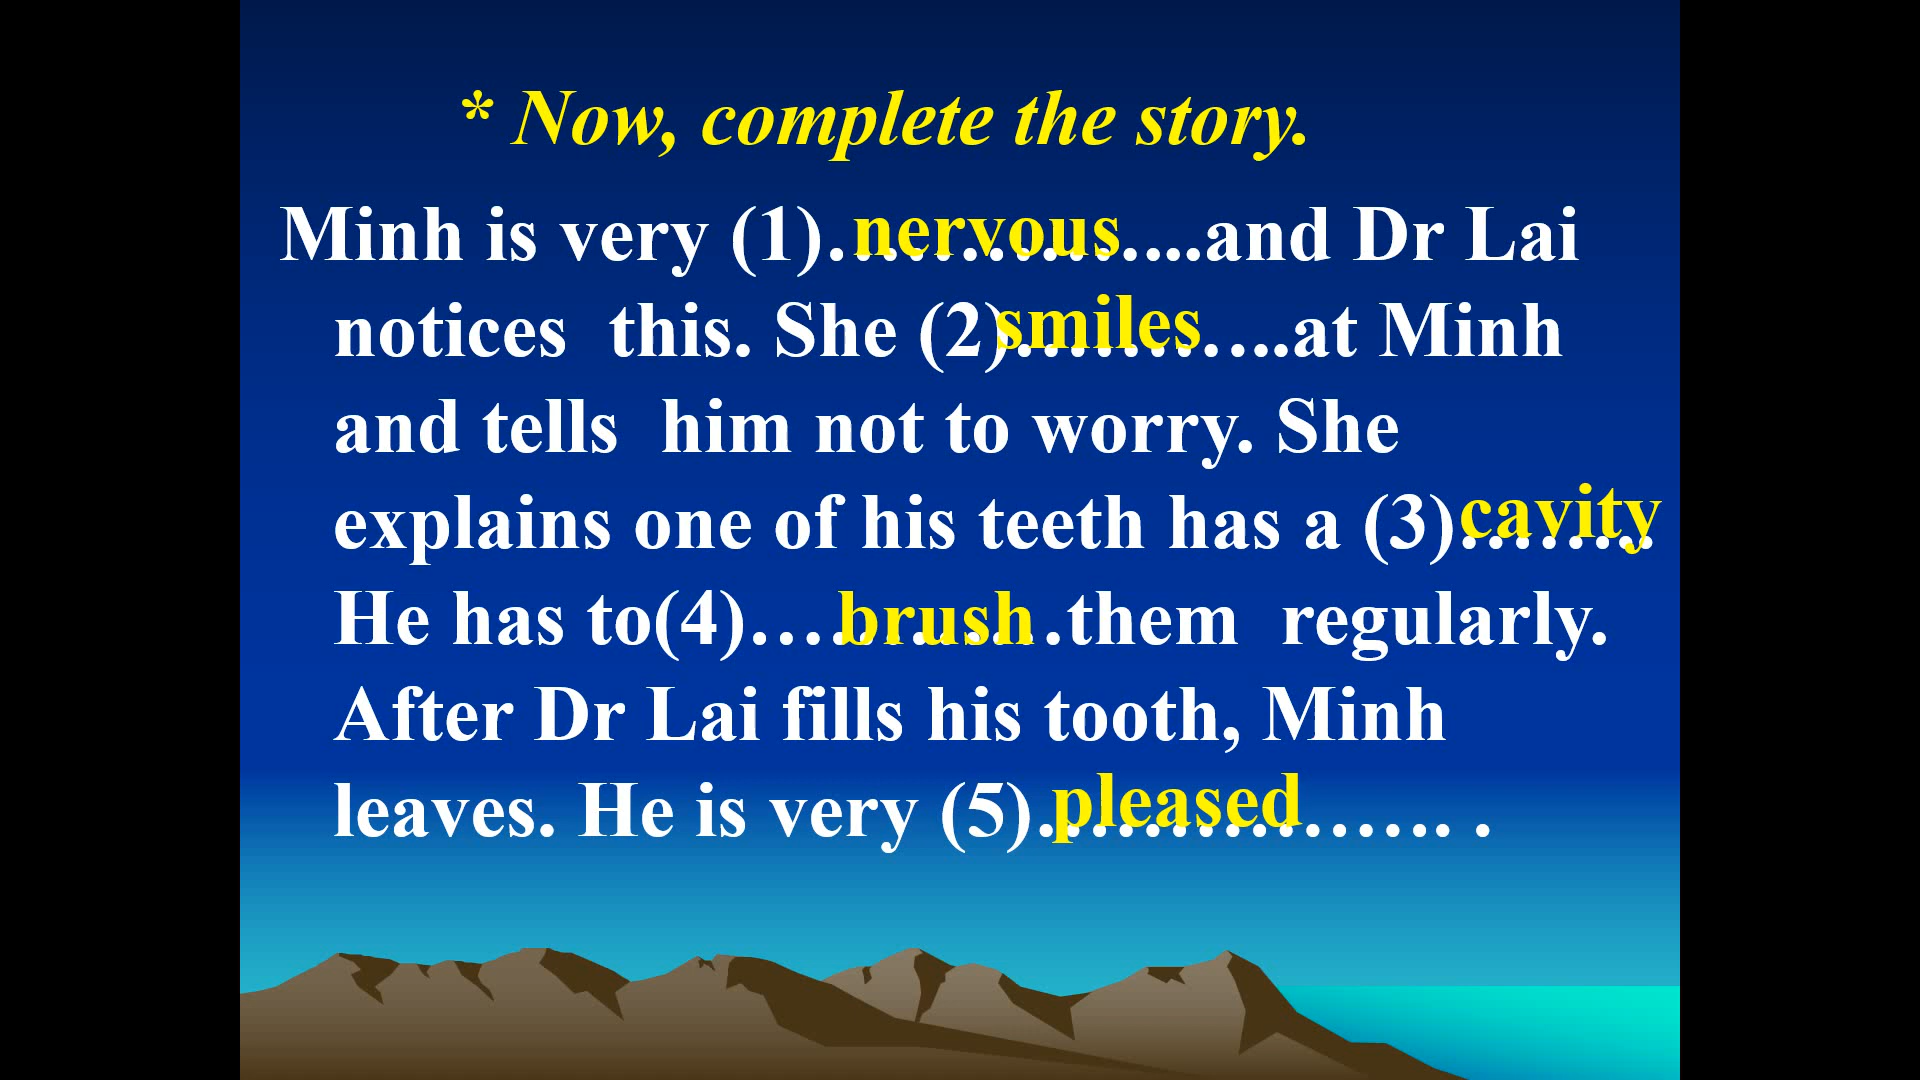 * Now, complete the story.
Minh is very (1)…nervous…....and Dr Lai
notices this. She (2)smiles……..at Minh
and tells him not to worry. She
explains one of his teeth has a (3)cavity……..
He has to(4)…brush….them regularly.
After Dr Lai fills his tooth, Minh
leaves. He is very (5).pleased…… .